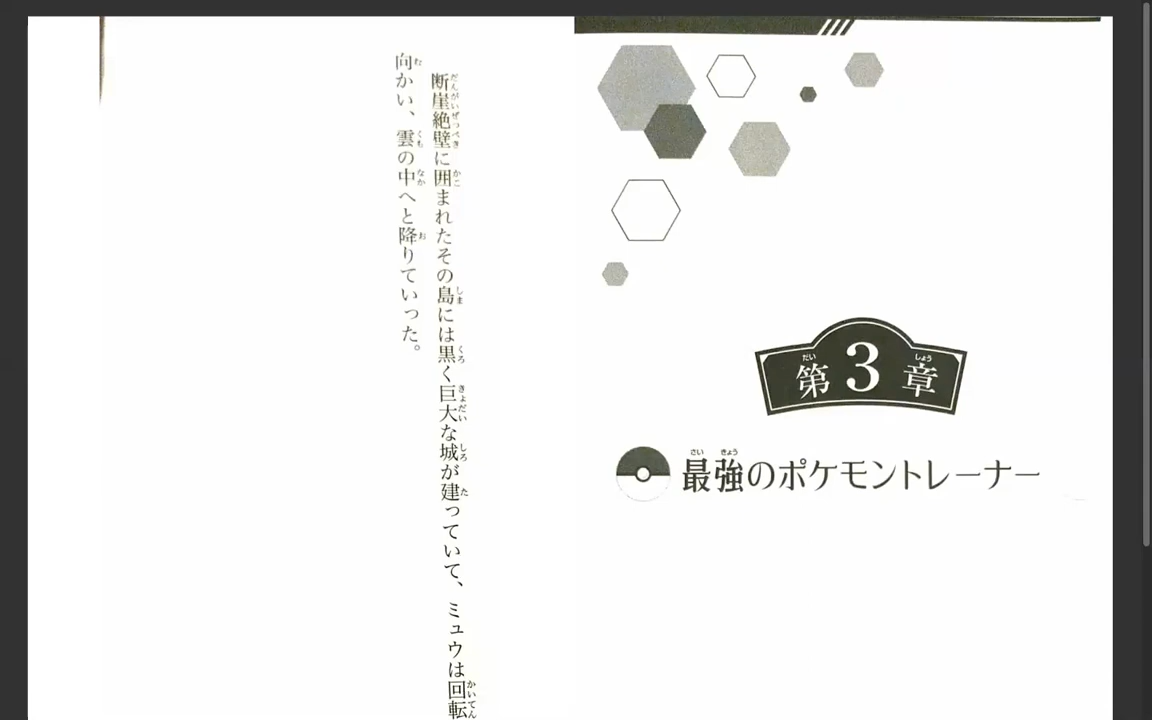 第3章
最強のポケモントレーナー
断崖絶壁に囲まれたその島には黒く巨大な城が建っていて、ミュウは回転
向かい、雲の中へと降りていった。